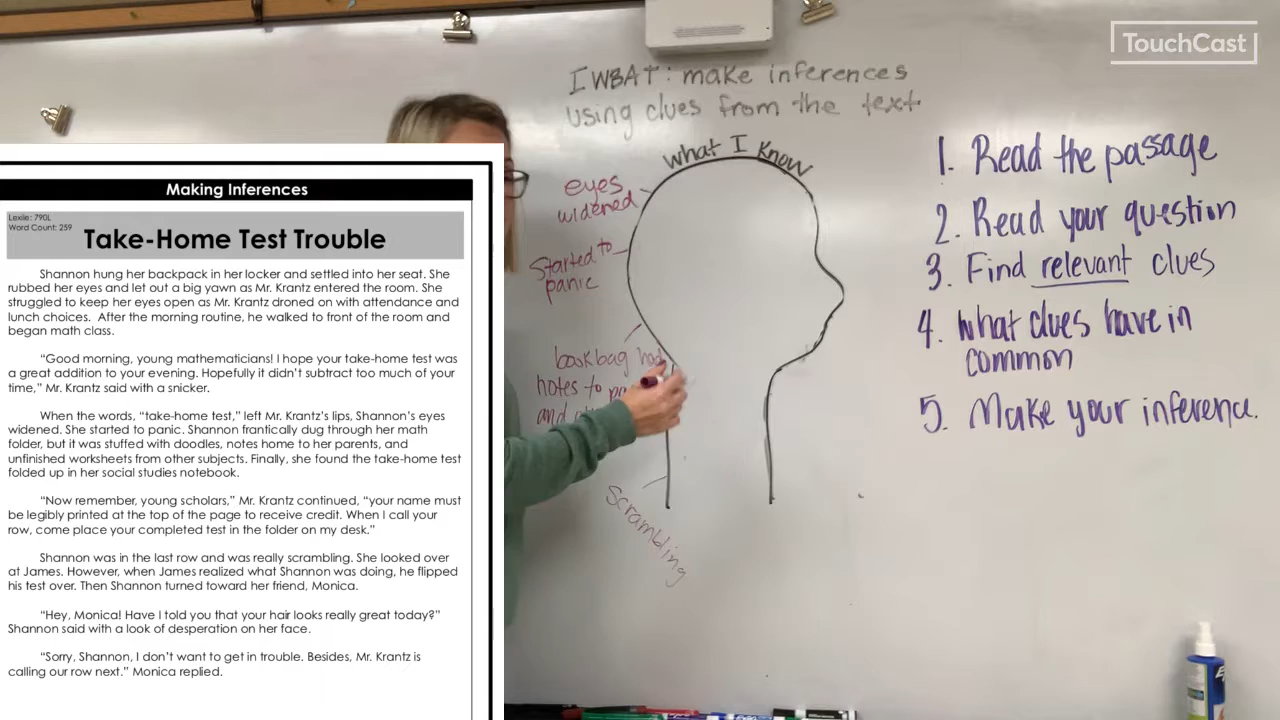 TouchCast
IWBAT: make inferences
using clues from the text
What I Know
eyes
widened
Started to
panic
bookbag had
notes to
and
Scrambling
1. Read the passage
2. Read your question
3. Find relevant clues
4. What clues have in
common
5. Make your inference.
Making Inferences
Lexile: 790L
Word Count: 259
Take-Home Test Trouble
Shannon hung her backpack in her locker and settled into her seat. She
rubbed her eyes and let out a big yawn as Mr. Krantz entered the room. She
struggled to keep her eyes open as Mr. Krantz droned on with attendance and
lunch choices. After the morning routine, he walked to front of the room and
began math class.
“Good morning, young mathematicians! I hope your take-home test was
a great addition to your evening. Hopefully it didn’t subtract too much of your
time,” Mr. Krantz said with a snicker.
When the words, “take-home test,” left Mr. Krantz’s lips, Shannon’s eyes
widened. She started to panic. Shannon frantically dug through her math
folder, but it was stuffed with doodles, notes home to her parents, and
unfinished worksheets from other subjects. Finally, she found the take-home test
folded up in her social studies notebook.
“Now remember, young scholars,” Mr. Krantz continued, “your name must
be legibly printed at the top of the page to receive credit. When I call your
row, come place your completed test in the folder on my desk.”
Shannon was in the last row and was really scrambling. She looked over
at James. However, when James realized what Shannon was doing, he flipped
his test over. Then Shannon turned toward her friend, Monica.
“Hey, Monica! Have I told you that your hair looks really great today?”
Shannon said with a look of desperation on her face.
“Sorry, Shannon, I don’t want to get in trouble. Besides, Mr. Krantz is
calling our row next.” Monica replied.